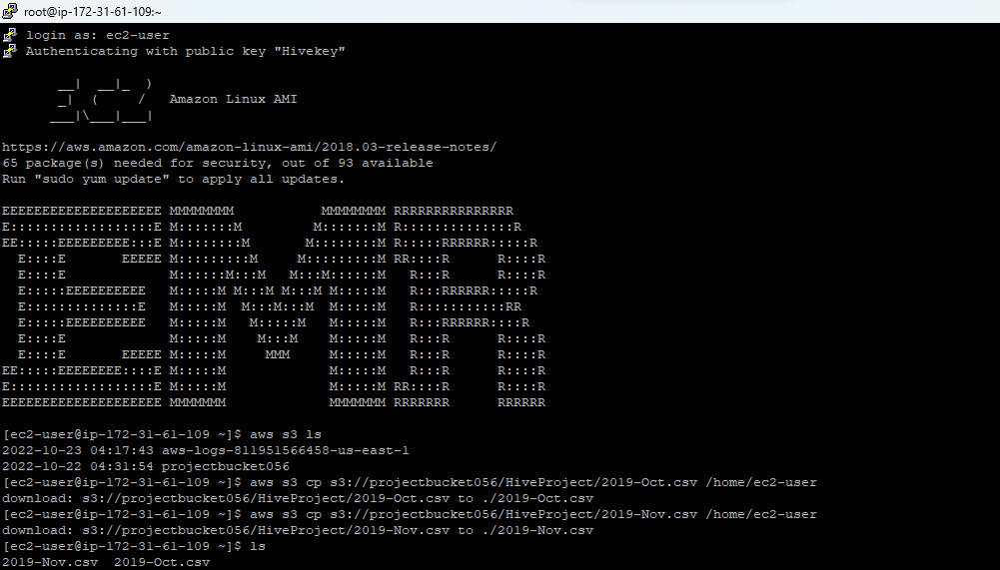 root@ip-172-31-61-109:~
login as: ec2-user
Authenticating with public key "Hivekey"
       __|  __|_  )
       _|  (     /   Amazon Linux AMI
      ___|\___|___|
https://aws.amazon.com/amazon-linux-ami/2018.03-release-notes/
65 package(s) needed for security, out of 93 available
Run "sudo yum update" to apply all updates.
EEEEEEEEEEEEEEEEEEEE MMMMMMMM           MMMMMMMM RRRRRRRRRRRRRRR
E::::::::::::::::::E M:::::::M         M:::::::M R::::::::::::::R
EE:::::EEEEEEEEE:::E M::::::::M       M::::::::M R:::::RRRRRR:::::R
  E::::E       EEEEE M:::::::::M     M:::::::::M RR::::R      R::::R
  E::::E             M::::::M:::M   M:::M::::::M   R:::R      R::::R
  E:::::EEEEEEEEEE   M:::::M M:::M M:::M M:::::M   R:::RRRRRR:::::R
  E::::::::::::::E   M:::::M  M:::M:::M  M:::::M   R:::::::::::RR
  E:::::EEEEEEEEEE   M:::::M   M:::::M   M:::::M   R:::RRRRRR::::R
  E::::E             M:::::M    M:::M    M:::::M   R:::R      R::::R
  E::::E       EEEEE M:::::M     MMM     M:::::M   R:::R      R::::R
EE:::::EEEEEEEE::::E M:::::M             M:::::M   R:::R      R::::R
E::::::::::::::::::E M:::::M             M:::::M RR::::R      R::::R
EEEEEEEEEEEEEEEEEEEE MMMMMMM             MMMMMMM RRRRRRR      RRRRRR
[ec2-user@ip-172-31-61-109 ~]$ aws s3 ls
2022-10-23 04:17:43 aws-logs-811951566458-us-east-1
2022-10-22 04:31:54 projectbucket056
[ec2-user@ip-172-31-61-109 ~]$ aws s3 cp s3://projectbucket056/HiveProject/2019-Oct.csv /home/ec2-user
download: s3://projectbucket056/HiveProject/2019-Oct.csv to ./2019-Oct.csv
[ec2-user@ip-172-31-61-109 ~]$ aws s3 cp s3://projectbucket056/HiveProject/2019-Nov.csv /home/ec2-user
download: s3://projectbucket056/HiveProject/2019-Nov.csv to ./2019-Nov.csv
[ec2-user@ip-172-31-61-109 ~]$ ls
2019-Nov.csv  2019-Oct.csv